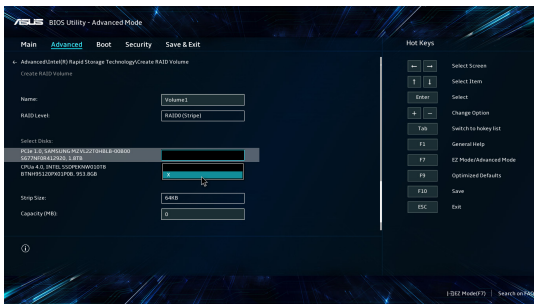 ASUS BIOS Utility - Advanced Mode
Main Advanced Boot Security Save & Exit
Hot Keys
← Advanced\Intel(R) Rapid Storage Technology\Create RAID Volume
Create RAID Volume
Name: Volume1
RAID Level: RAID0 (Stripe)
Select Disks:
PCIe 1.0, SAMSUNG MZVL22T0HBLB-00B00
S677NF0R412920, 1.8TB
CPUa 4.0, INTEL SSDPEKNW010T8
BTNH95120PX01P0B, 953.8GB
X
Strip Size: 64KB
Capacity (MB): 0
← → Select Screen
↑ ↓ Select Item
Enter Select
+ - Change Option
Tab Switch to hokey list
F1 General Help
F7 EZ Mode/Advanced Mode
F9 Optimized Defaults
F10 Save
ESC Exit
EZ Mode(F7) | Search on FAQ